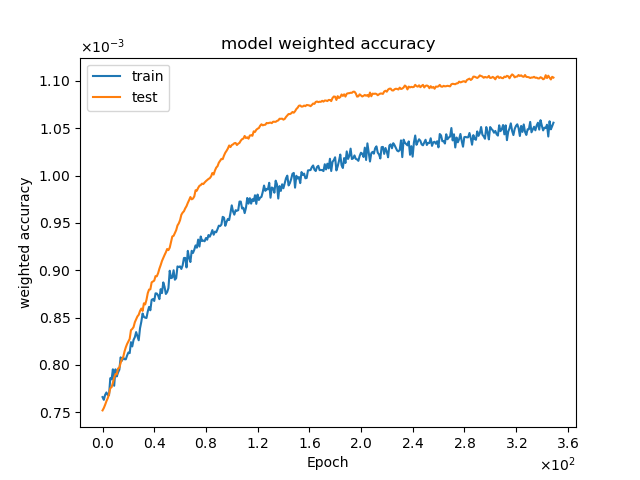 model weighted accuracy
×10⁻³
train
test
1.10
1.05
1.00
0.95
0.90
0.85
0.80
0.75
weighted accuracy
0.0 0.4 0.8 1.2 1.6 2.0 2.4 2.8 3.2 3.6
Epoch
×10²